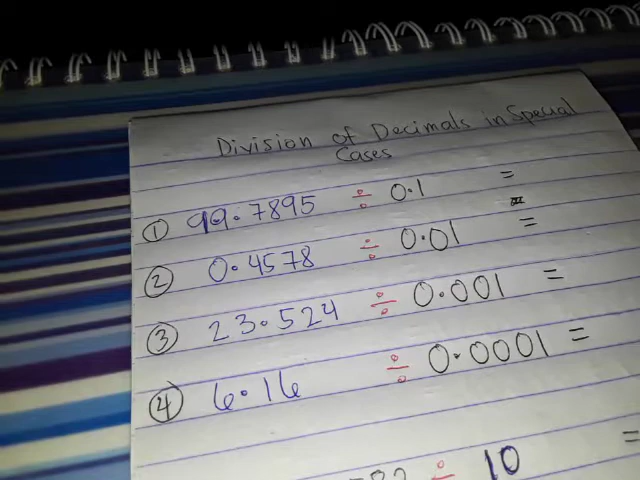 Division of Decimals in Special
Cases
① 99.7895 ÷ 0.1 =
② 0.4578 ÷ 0.01 =
③ 23.524 ÷ 0.001 =
④ 6.16 ÷ 0.0001 =
÷ 10 =